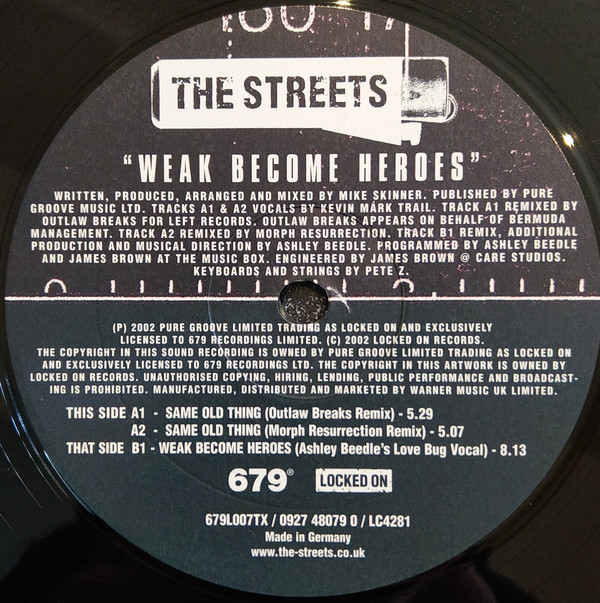 THE STREETS
"WEAK BECOME HEROES"
WRITTEN, PRODUCED, ARRANGED AND MIXED BY MIKE SKINNER. PUBLISHED BY PURE
GROOVE MUSIC LTD. TRACKS A1 & A2 VOCALS BY KEVIN MARK TRAIL. TRACK A1 REMIXED BY
OUTLAW BREAKS FOR LEFT RECORDS. OUTLAW BREAKS APPEARS ON BEHALF OF BERMUDA
MANAGEMENT. TRACK A2 REMIXED BY MORPH RESURRECTION. TRACK B1 REMIX, ADDITIONAL
PRODUCTION AND MUSICAL DIRECTION BY ASHLEY BEEDLE. PROGRAMMED BY ASHLEY BEEDLE
AND JAMES BROWN AT THE MUSIC BOX. ENGINEERED BY JAMES BROWN @ CARE STUDIOS.
KEYBOARDS AND STRINGS BY PETE Z.
(P) 2002 PURE GROOVE LIMITED TRADING AS LOCKED ON AND EXCLUSIVELY
LICENSED TO 679 RECORDINGS LIMITED. (C) 2002 LOCKED ON RECORDS.
THE COPYRIGHT IN THIS SOUND RECORDING IS OWNED BY PURE GROOVE LIMITED TRADING AS LOCKED ON
AND EXCLUSIVELY LICENSED TO 679 RECORDINGS LTD. THE COPYRIGHT IN THIS ARTWORK IS OWNED BY
LOCKED ON RECORDS. UNAUTHORISED COPYING, HIRING, LENDING, PUBLIC PERFORMANCE AND BROADCAST-
ING IS PROHIBITED. MANUFACTURED, DISTRIBUTED AND MARKETED BY WARNER MUSIC UK LIMITED.
THIS SIDE A1 - SAME OLD THING (Outlaw Breaks Remix) - 5.29
A2 - SAME OLD THING (Morph Resurrection Remix) - 5.07
THAT SIDE B1 - WEAK BECOME HEROES (Ashley Beedle's Love Bug Vocal) - 8.13
679® LOCKED ON
679L007TX / 0927 48079 0 / LC4281
Made in Germany
www.the-streets.co.uk